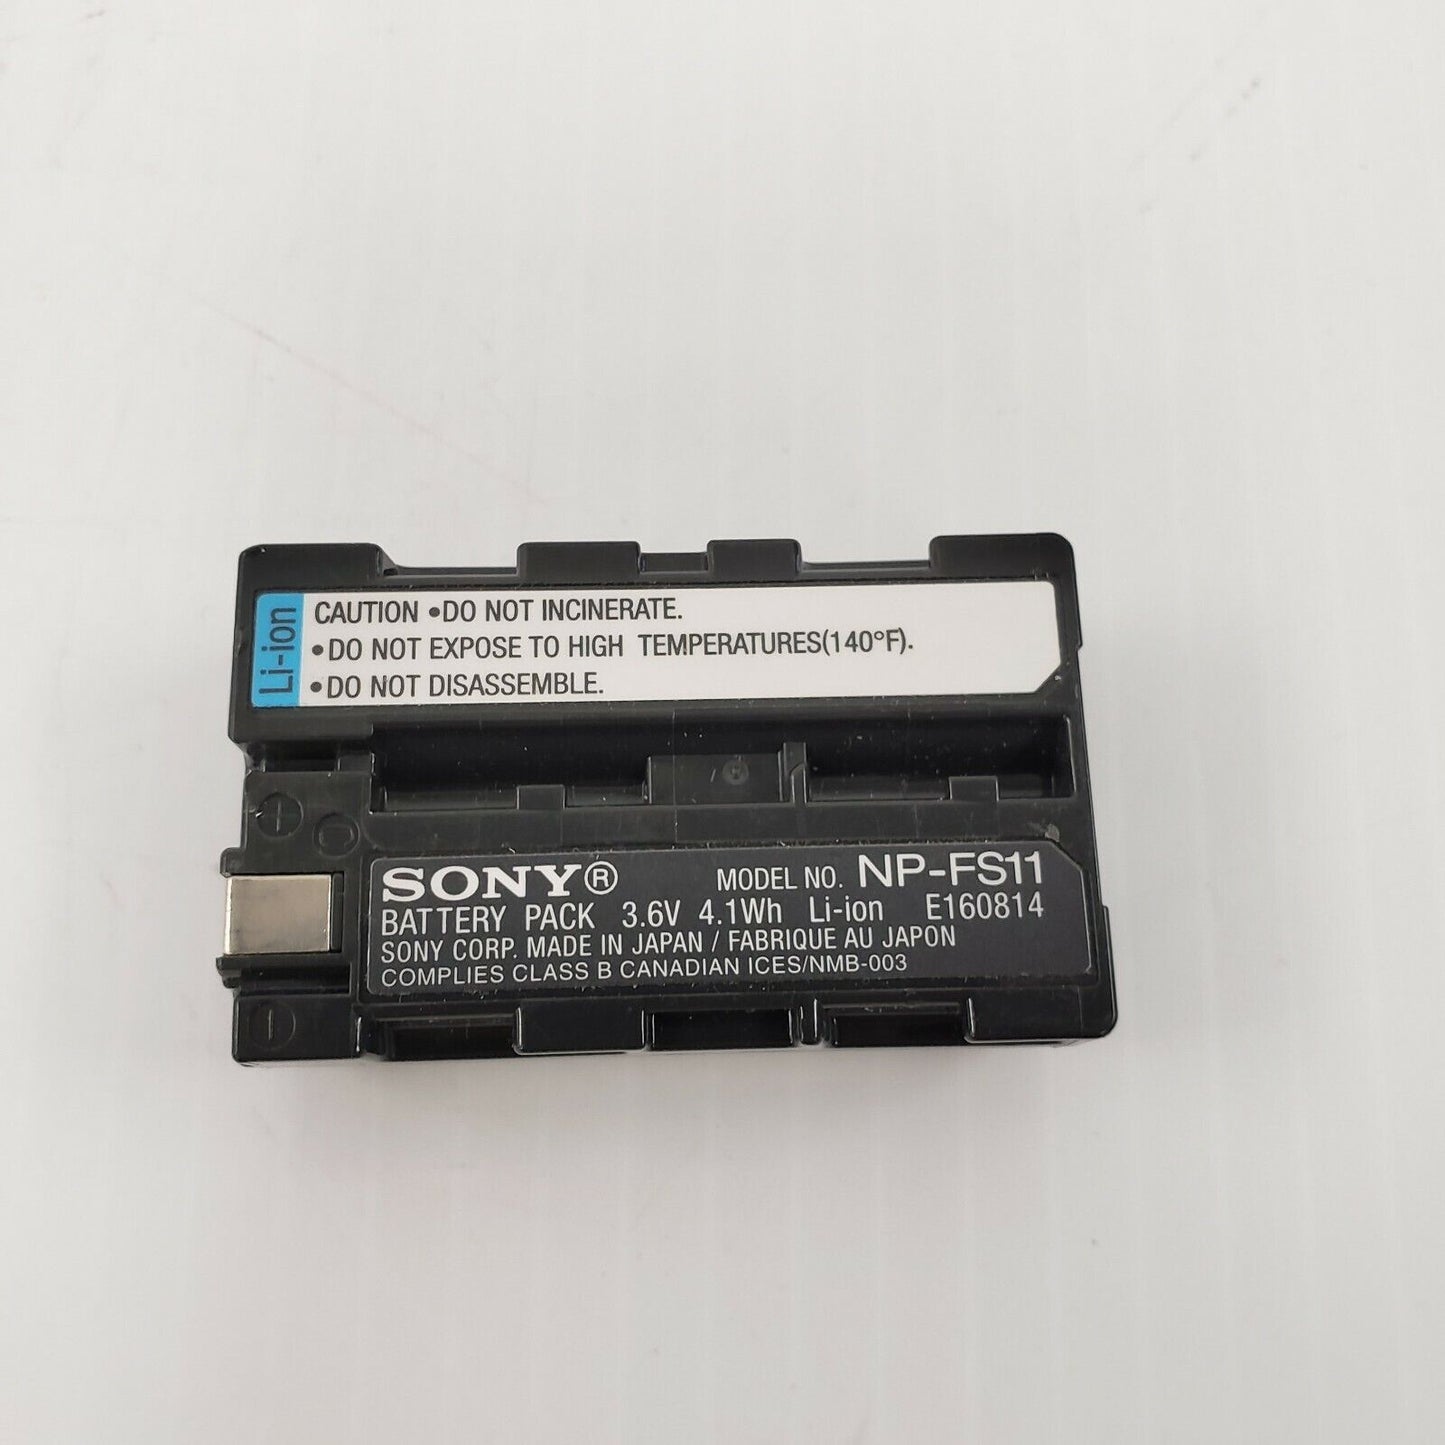 Li-ion
CAUTION •DO NOT INCINERATE.
•DO NOT EXPOSE TO HIGH TEMPERATURES(140°F).
•DO NOT DISASSEMBLE.
SONY® MODEL NO. NP-FS11
BATTERY PACK 3.6V 4.1Wh Li-ion E160814
SONY CORP. MADE IN JAPAN / FABRIQUE AU JAPON
COMPLIES CLASS B CANADIAN ICES/NMB-003